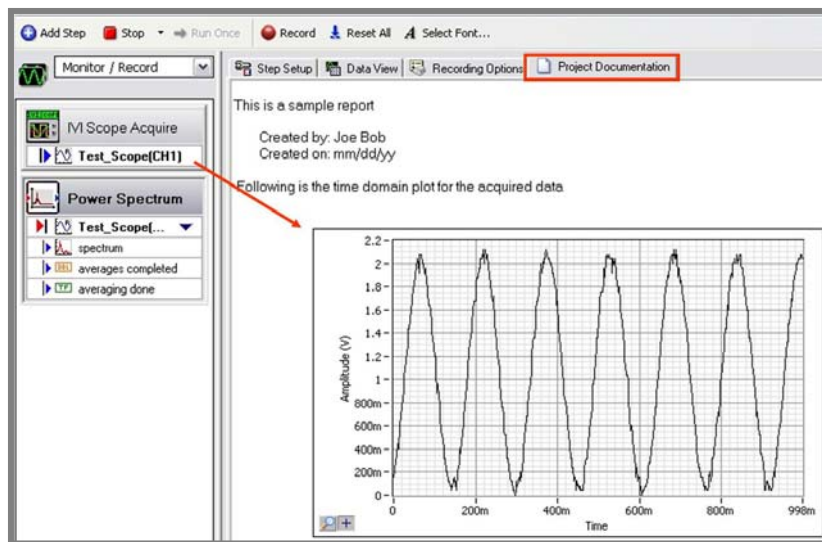 Add Step Stop Run Once Record Reset All Select Font...
Monitor / Record
Step Setup Data View Recording Options Project Documentation
IVI Scope Acquire
Test_Scope(CH1)
Power Spectrum
Test_Scope(...
spectrum
DBL averages completed
TF averaging done
This is a sample report
Created by: Joe Bob
Created on: mm/dd/yy
Following is the time domain plot for the acquired data
Amplitude (V)
2.2
2
1.8
1.6
1.4
1.2
1
800m
600m
400m
200m
0
0 200m 400m 600m 800m 998m
Time